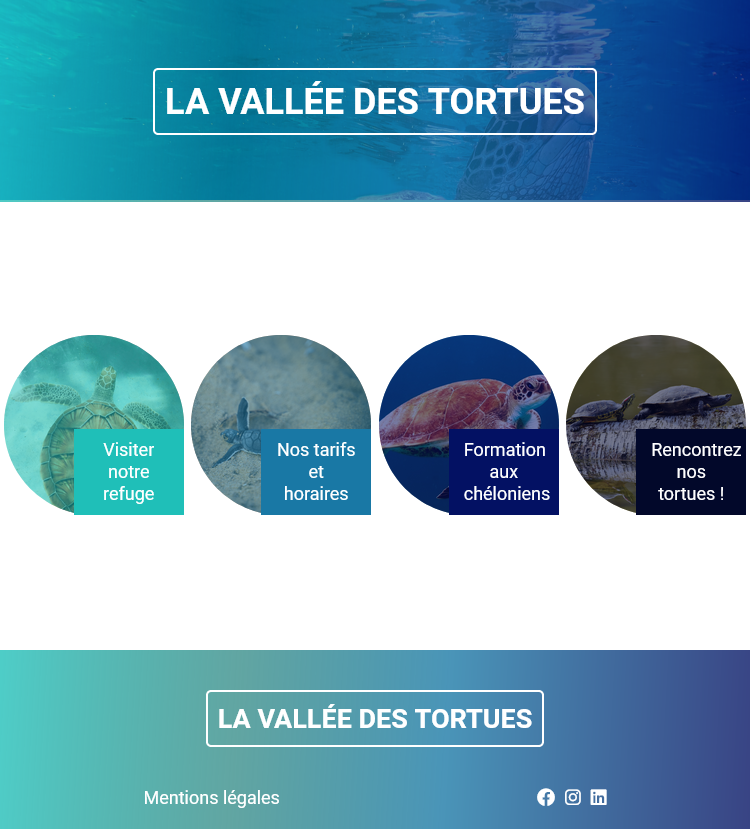 LA VALLÉE DES TORTUES
Visiter
notre
refuge
Nos tarifs
et
horaires
Formation
aux
chéloniens
Rencontrez
nos
tortues !
LA VALLÉE DES TORTUES
Mentions légales